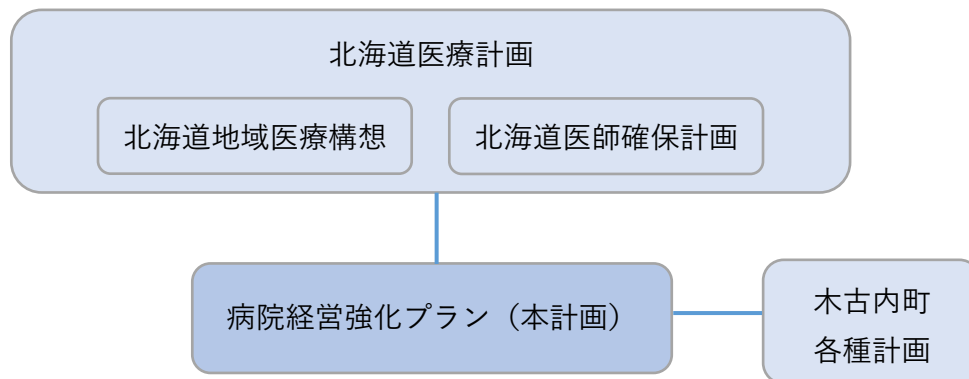 北海道医療計画
北海道地域医療構想
北海道医師確保計画
病院経営強化プラン（本計画）
木古内町
各種計画